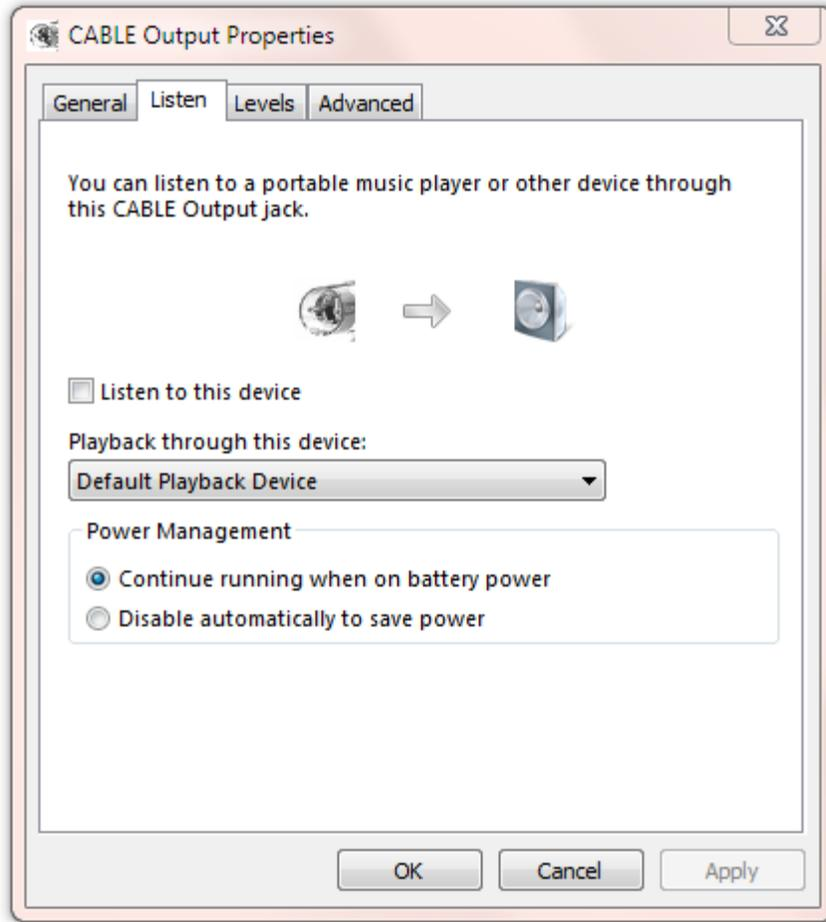 CABLE Output Properties
General Listen Levels Advanced
You can listen to a portable music player or other device through
this CABLE Output jack.
Listen to this device
Playback through this device:
Default Playback Device
Power Management
Continue running when on battery power
Disable automatically to save power
OK Cancel Apply